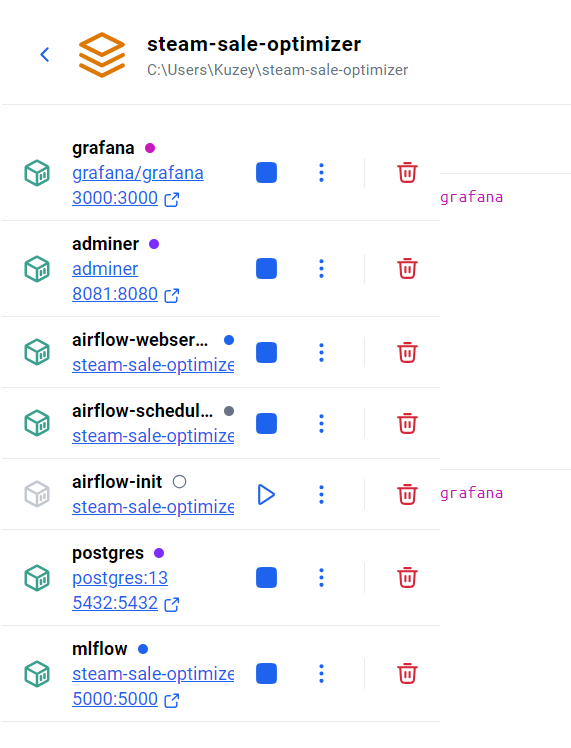 steam-sale-optimizer
C:\Users\Kuzey\steam-sale-optimizer
grafana
grafana/grafana
3000:3000
grafana
adminer
adminer
8081:8080
airflow-webser...
steam-sale-optimize
airflow-schedul...
steam-sale-optimize
airflow-init
steam-sale-optimize
grafana
postgres
postgres:13
5432:5432
mlflow
steam-sale-optimize
5000:5000